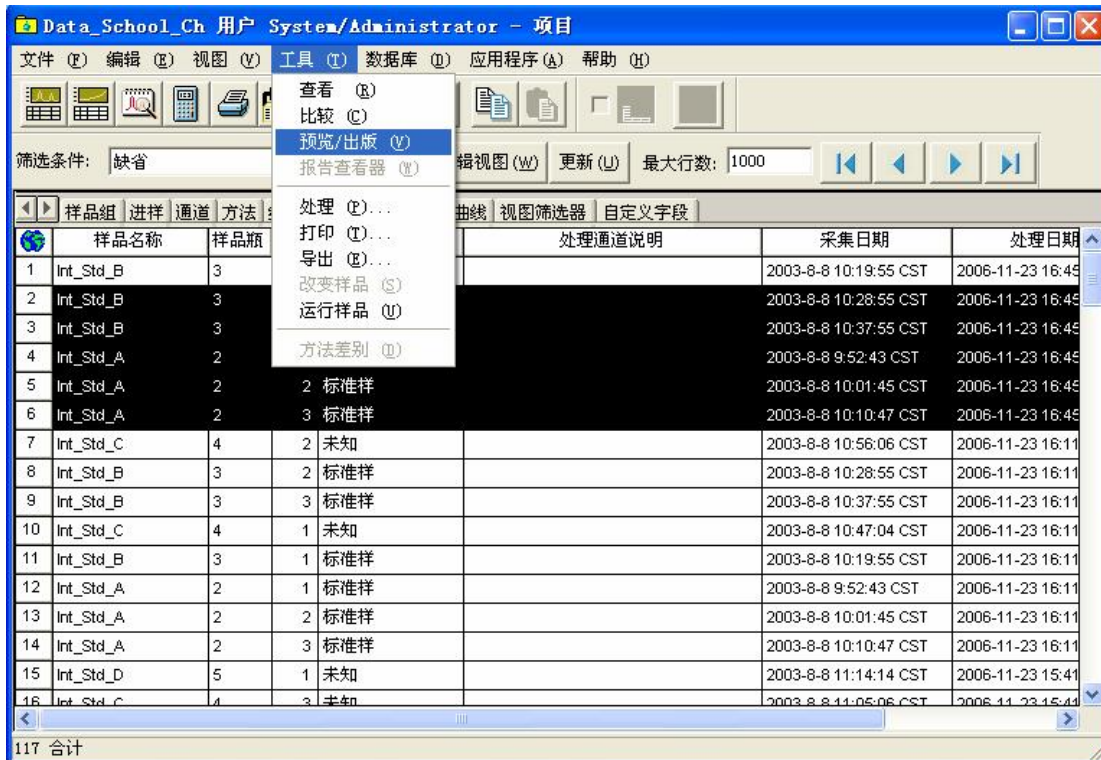 Data_School_Ch 用户 System/Administrator - 项目
文件 (F) 编辑 (E) 视图 (V) 工具 (T) 数据库 (D) 应用程序(A) 帮助 (H)
查看 (R)
比较 (C)
预览/出版 (V)
报告查看器 (W)
处理 (P)...
打印 (T)...
导出 (E)...
改变样品 (S)
运行样品 (U)
方法差别 (D)
筛选条件: 缺省 辑视图(W) 更新(U) 最大行数: 1000
样品组 进样 通道 方法 曲线 视图筛选器 自定义字段
样品名称 样品瓶 处理通道说明 采集日期 处理日期
1 Int_Std_B 3 2003-8-8 10:19:55 CST 2006-11-23 16:45
2 Int_Std_B 3 2003-8-8 10:28:55 CST 2006-11-23 16:45
3 Int_Std_B 3 2003-8-8 10:37:55 CST 2006-11-23 16:45
4 Int_Std_A 2 2003-8-8 9:52:43 CST 2006-11-23 16:45
5 Int_Std_A 2 2 标准样 2003-8-8 10:01:45 CST 2006-11-23 16:45
6 Int_Std_A 2 3 标准样 2003-8-8 10:10:47 CST 2006-11-23 16:45
7 Int_Std_C 4 2 未知 2003-8-8 10:56:06 CST 2006-11-23 16:11
8 Int_Std_B 3 2 标准样 2003-8-8 10:28:55 CST 2006-11-23 16:11
9 Int_Std_B 3 3 标准样 2003-8-8 10:37:55 CST 2006-11-23 16:11
10 Int_Std_C 4 1 未知 2003-8-8 10:47:04 CST 2006-11-23 16:11
11 Int_Std_B 3 1 标准样 2003-8-8 10:19:55 CST 2006-11-23 16:11
12 Int_Std_A 2 1 标准样 2003-8-8 9:52:43 CST 2006-11-23 16:11
13 Int_Std_A 2 2 标准样 2003-8-8 10:01:45 CST 2006-11-23 16:11
14 Int_Std_A 2 3 标准样 2003-8-8 10:10:47 CST 2006-11-23 16:11
15 Int_Std_D 5 1 未知 2003-8-8 11:14:14 CST 2006-11-23 15:41
16 Int_Std_C 4 3 未知 2003-8-8 11:05:06 CST 2006-11-23 15:41
117 合计